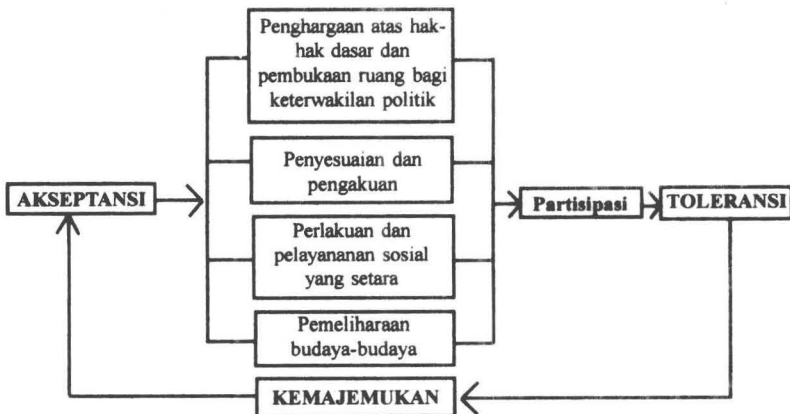 Penghargaan atas hak-
hak dasar dan
pembukaan ruang bagi
keterwakilan politik
Penyesuaian dan
pengakuan
AKSEPTANSI
Partisipasi
TOLERANSI
Perlakuan dan
pelayananan sosial
yang setara
Pemeliharaan
budaya-budaya
KEMAJEMUKAN